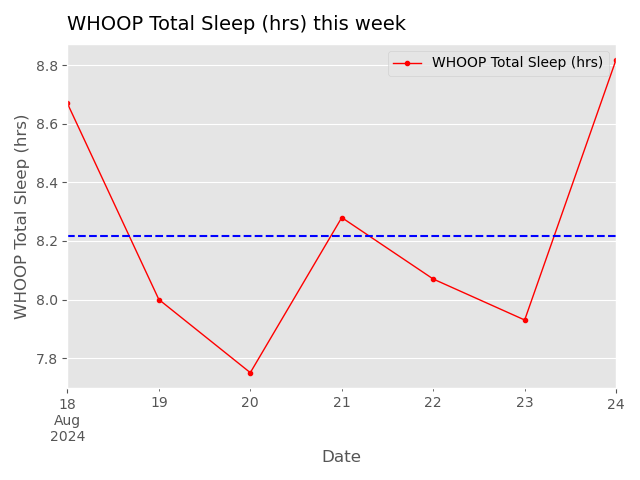 WHOOP Total Sleep (hrs) this week
WHOOP Total Sleep (hrs)
WHOOP Total Sleep (hrs)
8.8
8.6
8.4
8.2
8.0
7.8
18 19 20 21 22 23 24
Aug
2024
Date